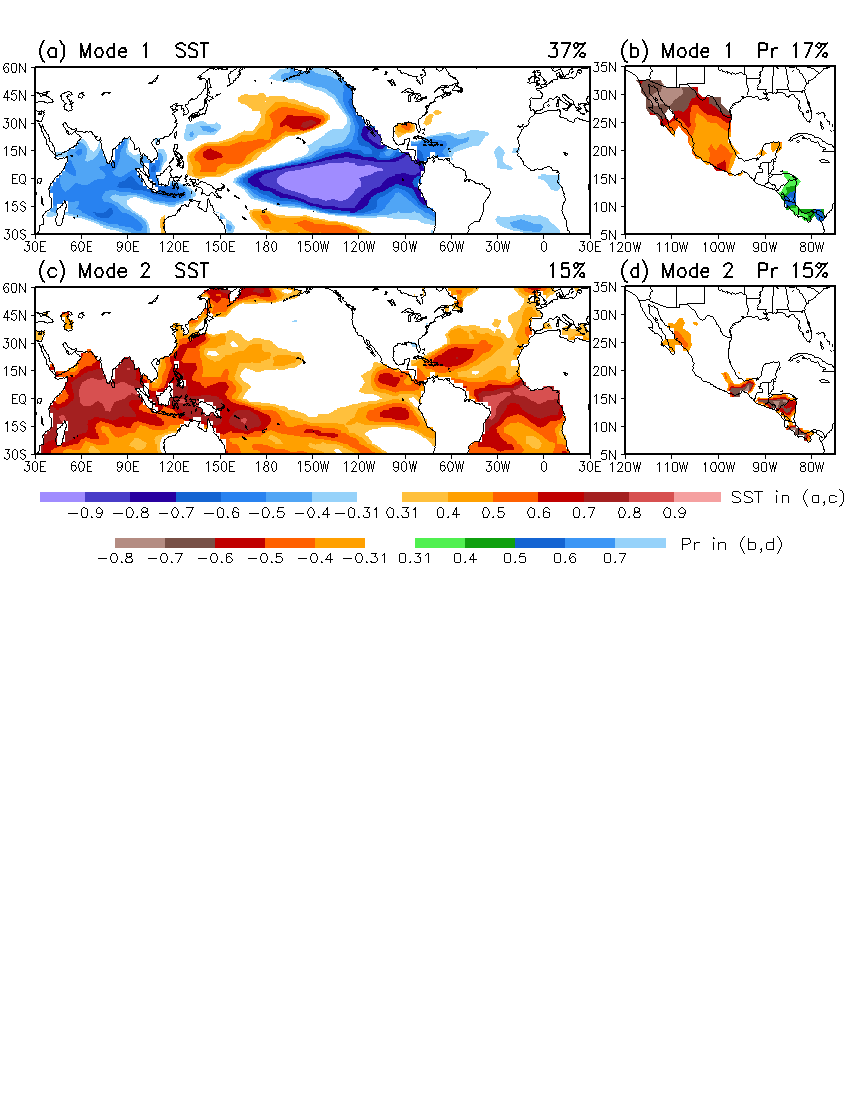 (a) Mode 1 SST 37% (b) Mode 1 Pr 17%
60N 35N
45N 30N
30N 25N
15N 20N
EQ 15N
15S 10N
30S 5N
30E 60E 90E 120E 150E 180 150W 120W 90W 60W 30W 0 30E 120W 110W 100W 90W 80W
(c) Mode 2 SST 15% (d) Mode 2 Pr 15%
60N 35N
45N 30N
30N 25N
15N 20N
EQ 15N
15S 10N
30S 5N
30E 60E 90E 120E 150E 180 150W 120W 90W 60W 30W 0 30E 120W 110W 100W 90W 80W
SST in (a,c)
-0.9 -0.8 -0.7 -0.6 -0.5 -0.4 -0.31 0.31 0.4 0.5 0.6 0.7 0.8 0.9
Pr in (b,d)
-0.8 -0.7 -0.6 -0.5 -0.4 -0.31 0.31 0.4 0.5 0.6 0.7